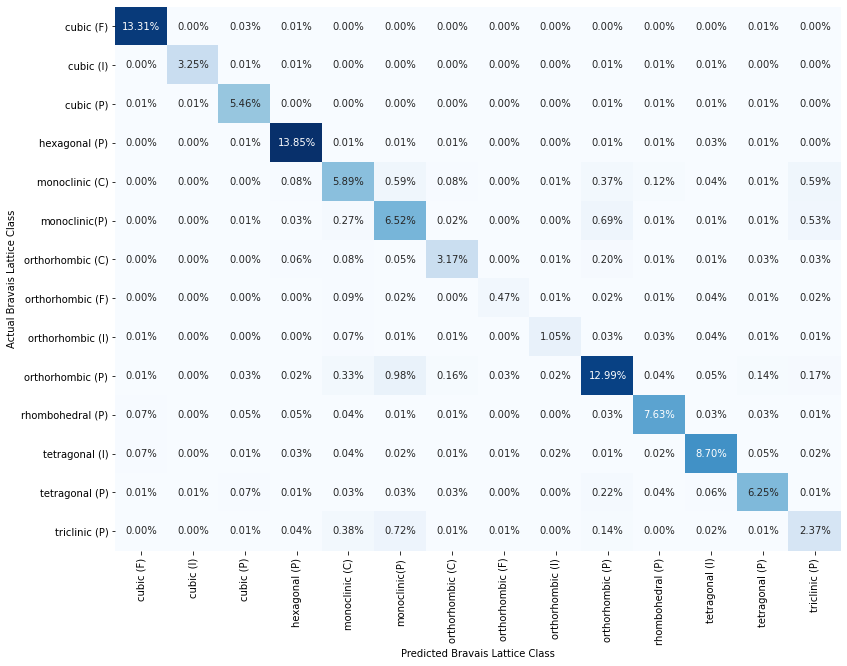 cubic (F) 13.31% 0.00% 0.03% 0.01% 0.00% 0.00% 0.00% 0.00% 0.00% 0.01% 0.01% 0.01% 0.00% 0.00%
cubic (I) 0.00% 3.25% 0.01% 0.01% 0.00% 0.00% 0.00% 0.00% 0.00% 0.01% 0.01% 0.01% 0.00% 0.00%
cubic (P) 0.01% 0.01% 5.46% 0.00% 0.00% 0.00% 0.00% 0.00% 0.00% 0.01% 0.01% 0.01% 0.01% 0.00%
hexagonal (P) 0.00% 0.00% 0.01% 13.85% 0.01% 0.01% 0.01% 0.00% 0.00% 0.01% 0.01% 0.03% 0.01% 0.00%
monoclinic (C) 0.00% 0.00% 0.00% 0.08% 5.89% 0.59% 0.08% 0.00% 0.01% 0.37% 0.12% 0.04% 0.01% 0.59%
monoclinic(P) 0.00% 0.00% 0.01% 0.03% 0.27% 6.52% 0.02% 0.00% 0.00% 0.69% 0.01% 0.01% 0.01% 0.53%
orthorhombic (C) 0.00% 0.00% 0.00% 0.06% 0.08% 0.05% 3.17% 0.00% 0.01% 0.20% 0.01% 0.01% 0.03% 0.03%
orthorhombic (F) 0.00% 0.00% 0.00% 0.00% 0.09% 0.02% 0.00% 0.47% 0.01% 0.02% 0.01% 0.04% 0.01% 0.02%
orthorhombic (I) 0.01% 0.00% 0.00% 0.00% 0.07% 0.01% 0.01% 0.00% 1.05% 0.03% 0.03% 0.04% 0.01% 0.01%
orthorhombic (P) 0.01% 0.00% 0.03% 0.02% 0.33% 0.98% 0.16% 0.03% 0.02% 12.99% 0.04% 0.05% 0.14% 0.17%
rhombohedral (P) 0.07% 0.00% 0.05% 0.05% 0.04% 0.01% 0.01% 0.00% 0.00% 0.03% 7.63% 0.03% 0.03% 0.01%
tetragonal (I) 0.07% 0.00% 0.01% 0.03% 0.04% 0.02% 0.01% 0.01% 0.02% 0.01% 0.02% 8.70% 0.05% 0.02%
tetragonal (P) 0.01% 0.01% 0.07% 0.01% 0.03% 0.03% 0.03% 0.00% 0.00% 0.22% 0.04% 0.06% 6.25% 0.01%
triclinic (P) 0.00% 0.00% 0.01% 0.04% 0.38% 0.72% 0.01% 0.01% 0.00% 0.14% 0.00% 0.02% 0.01% 2.37%
Actual Bravais Lattice Class
cubic (F)
cubic (I)
cubic (P)
hexagonal (P)
monoclinic (C)
monoclinic(P)
orthorhombic (C)
orthorhombic (F)
orthorhombic (I)
orthorhombic (P)
rhombohedral (P)
tetragonal (I)
tetragonal (P)
triclinic (P)
Predicted Bravais Lattice Class